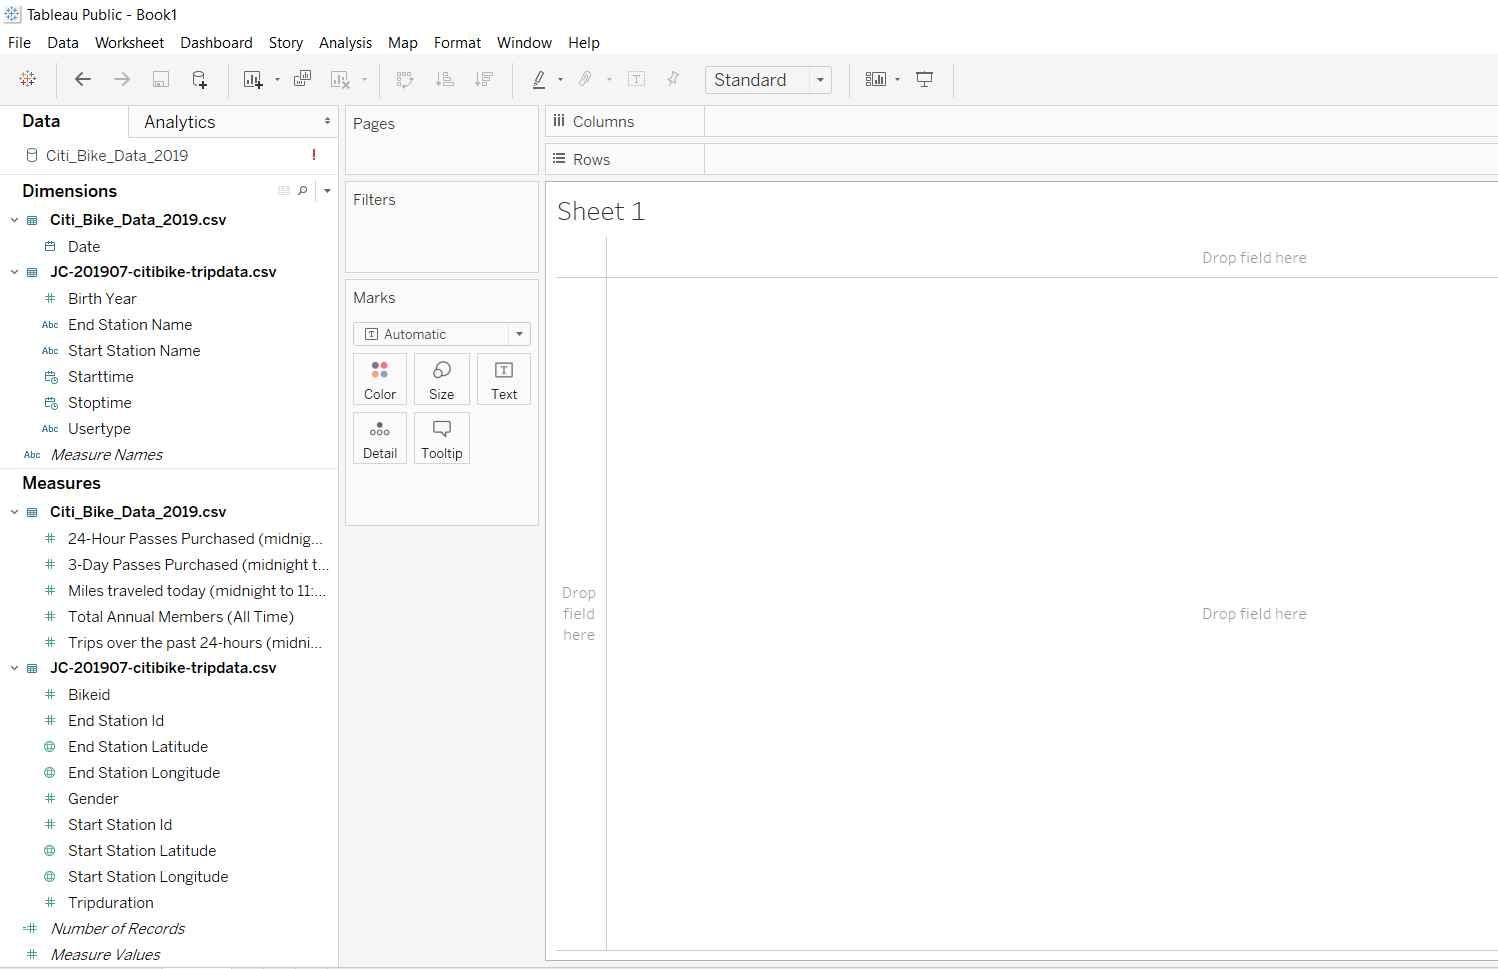 Tableau Public - Book1
File Data Worksheet Dashboard Story Analysis Map Format Window Help
Standard
Data
Analytics
Citi_Bike_Data_2019 !
Dimensions
Citi_Bike_Data_2019.csv
Date
JC-201907-citibike-tripdata.csv
# Birth Year
Abc End Station Name
Abc Start Station Name
Starttime
Stoptime
Abc Usertype
Abc Measure Names
Measures
Citi_Bike_Data_2019.csv
# 24-Hour Passes Purchased (midnig...
# 3-Day Passes Purchased (midnight t...
# Miles traveled today (midnight to 11:...
# Total Annual Members (All Time)
# Trips over the past 24-hours (midni...
JC-201907-citibike-tripdata.csv
# Bikeid
# End Station Id
End Station Latitude
End Station Longitude
# Gender
# Start Station Id
Start Station Latitude
Start Station Longitude
# Tripduration
=# Number of Records
# Measure Values
Pages
Filters
Marks
T Automatic
Color
Size
T
Text
Detail
Tooltip
Columns
Rows
Sheet 1
Drop field here
Drop
field
here
Drop field here